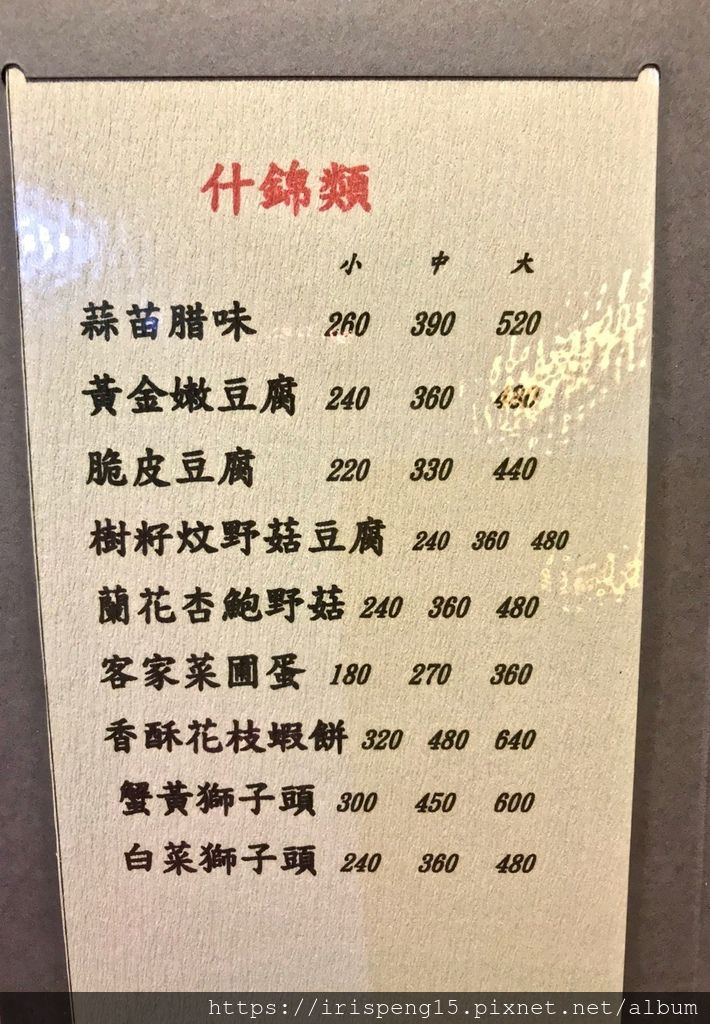 什錦類
小 中 大
蒜苗腊味 260 390 520
黃金嫩豆腐 240 360 480
脆皮豆腐 220 330 440
樹籽炆野菇豆腐 240 360 480
蘭花杏鮑野菇 240 360 480
客家菜圃蛋 180 270 360
香酥花枝蝦餅 320 480 640
蟹黃獅子頭 300 450 600
白菜獅子頭 240 360 480
https://irispeng15.pixnet.net/album